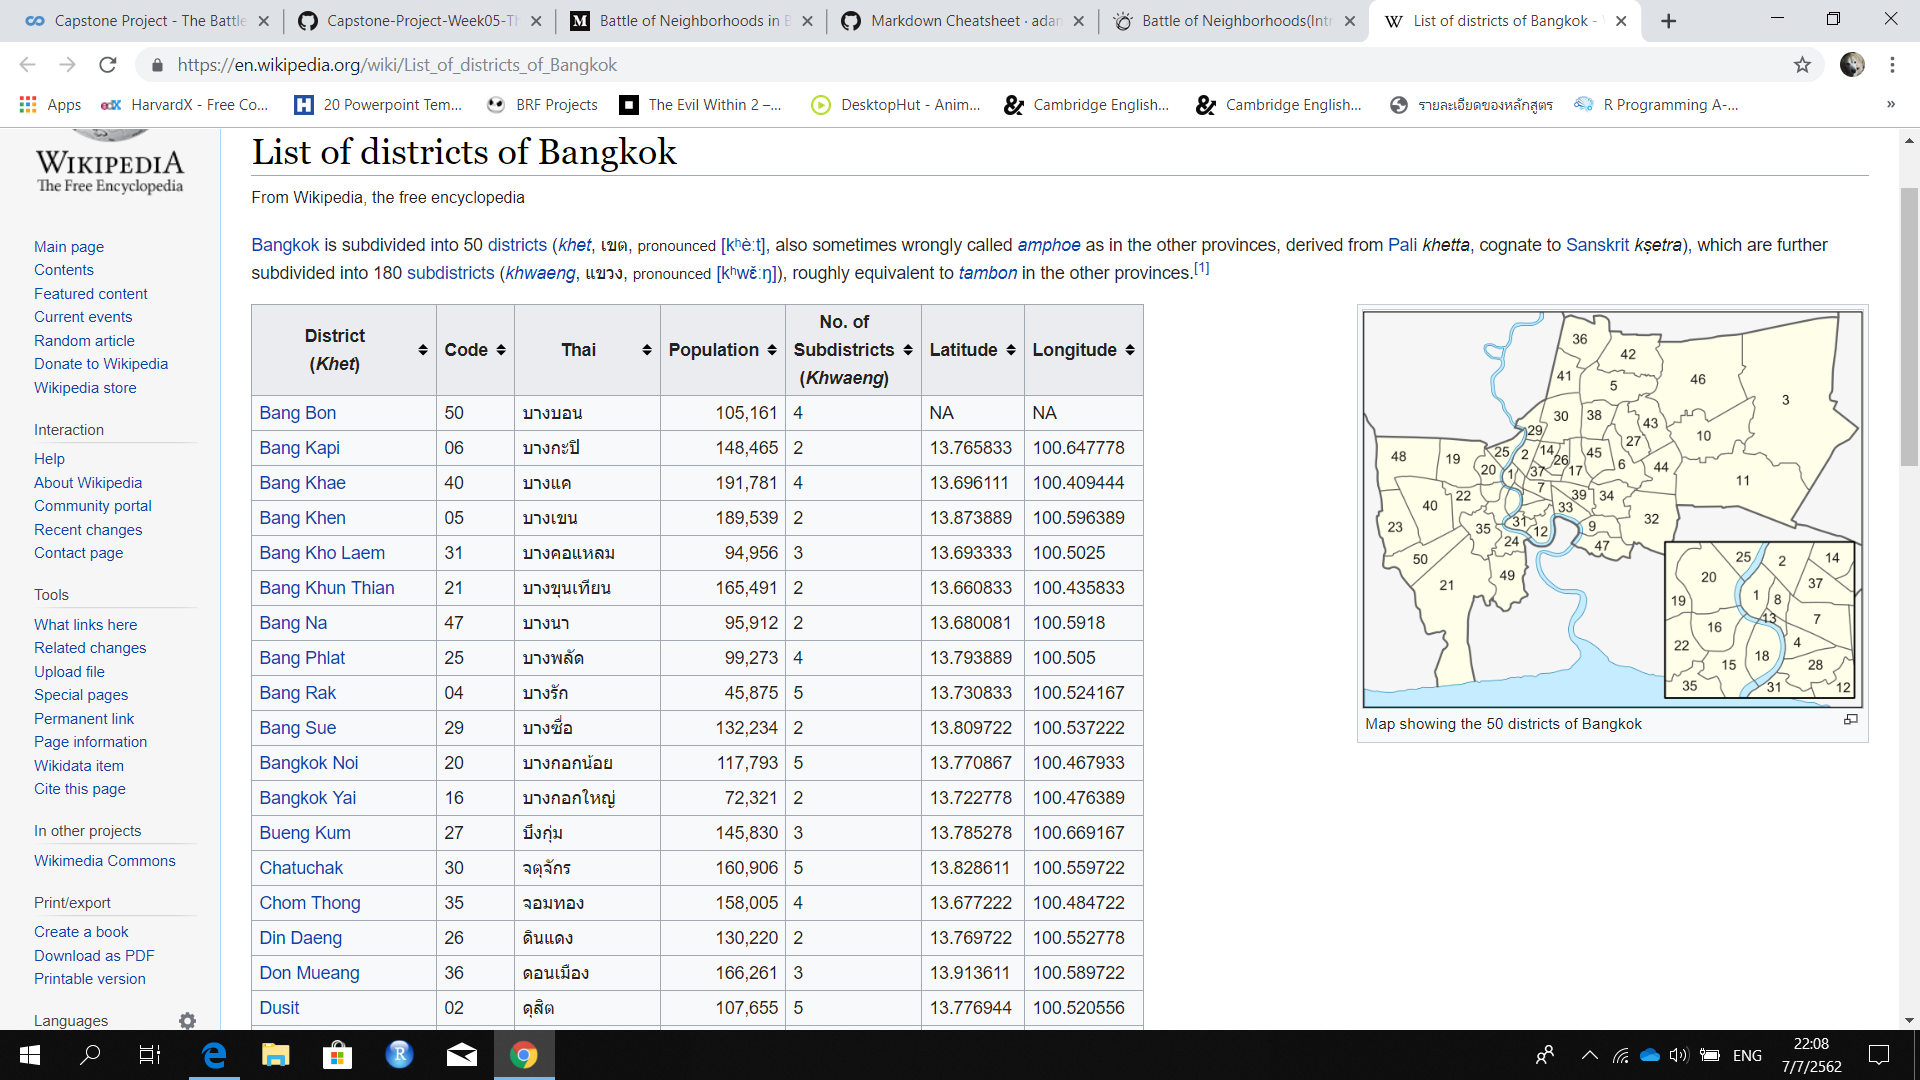 Capstone Project - The Battle
Capstone-Project-Week05-Th
Battle of Neighborhoods in B
Markdown Cheatsheet · adam
Battle of Neighborhoods(Intr
List of districts of Bangkok -
https://en.wikipedia.org/wiki/List_of_districts_of_Bangkok
Apps
HarvardX - Free Co...
20 Powerpoint Tem...
BRF Projects
The Evil Within 2 –...
DesktopHut - Anim...
Cambridge English...
Cambridge English...
รายละเอียดของหลักสูตร
R Programming A-...
»
WIKIPEDIA
The Free Encyclopedia
Main page
Contents
Featured content
Current events
Random article
Donate to Wikipedia
Wikipedia store
Interaction
Help
About Wikipedia
Community portal
Recent changes
Contact page
Tools
What links here
Related changes
Upload file
Special pages
Permanent link
Page information
Wikidata item
Cite this page
In other projects
Wikimedia Commons
Print/export
Create a book
Download as PDF
Printable version
Languages
List of districts of Bangkok
From Wikipedia, the free encyclopedia
Bangkok is subdivided into 50 districts (khet, เขต, pronounced [kʰèːt], also sometimes wrongly called amphoe as in the other provinces, derived from Pali khetta, cognate to Sanskrit kṣetra), which are further
subdivided into 180 subdistricts (khwaeng, แขวง, pronounced [kʰwɛ̌ːŋ]), roughly equivalent to tambon in the other provinces.[1]
District (Khet) Code Thai Population No. of Subdistricts (Khwaeng) Latitude Longitude
Bang Bon 50 บางบอน 105,161 4 NA NA
Bang Kapi 06 บางกะปิ 148,465 2 13.765833 100.647778
Bang Khae 40 บางแค 191,781 4 13.696111 100.409444
Bang Khen 05 บางเขน 189,539 2 13.873889 100.596389
Bang Kho Laem 31 บางคอแหลม 94,956 3 13.693333 100.5025
Bang Khun Thian 21 บางขุนเทียน 165,491 2 13.660833 100.435833
Bang Na 47 บางนา 95,912 2 13.680081 100.5918
Bang Phlat 25 บางพลัด 99,273 4 13.793889 100.505
Bang Rak 04 บางรัก 45,875 5 13.730833 100.524167
Bang Sue 29 บางซื่อ 132,234 2 13.809722 100.537222
Bangkok Noi 20 บางกอกน้อย 117,793 5 13.770867 100.467933
Bangkok Yai 16 บางกอกใหญ่ 72,321 2 13.722778 100.476389
Bueng Kum 27 บึงกุ่ม 145,830 3 13.785278 100.669167
Chatuchak 30 จตุจักร 160,906 5 13.828611 100.559722
Chom Thong 35 จอมทอง 158,005 4 13.677222 100.484722
Din Daeng 26 ดินแดง 130,220 2 13.769722 100.552778
Don Mueang 36 ดอนเมือง 166,261 3 13.913611 100.589722
Dusit 02 ดุสิต 107,655 5 13.776944 100.520556
36
42
41
5
46
3
30
38
43
29
10
48
19
25
2
14
45
27
20
26
6
44
1
37
17
11
22
7
39
34
40
33
23
35
31
12
9
32
24
47
50
21
49
25
2
14
20
37
19
1
8
13
7
16
22
4
15
18
28
35
31
12
Map showing the 50 districts of Bangkok
ENG
22:08
7/7/2562